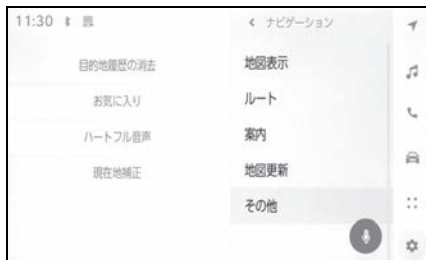 11:30
目的地履歴の消去
お気に入り
ハートフル音声
現在地補正
ナビゲーション
地図表示
ルート
案内
地図更新
その他